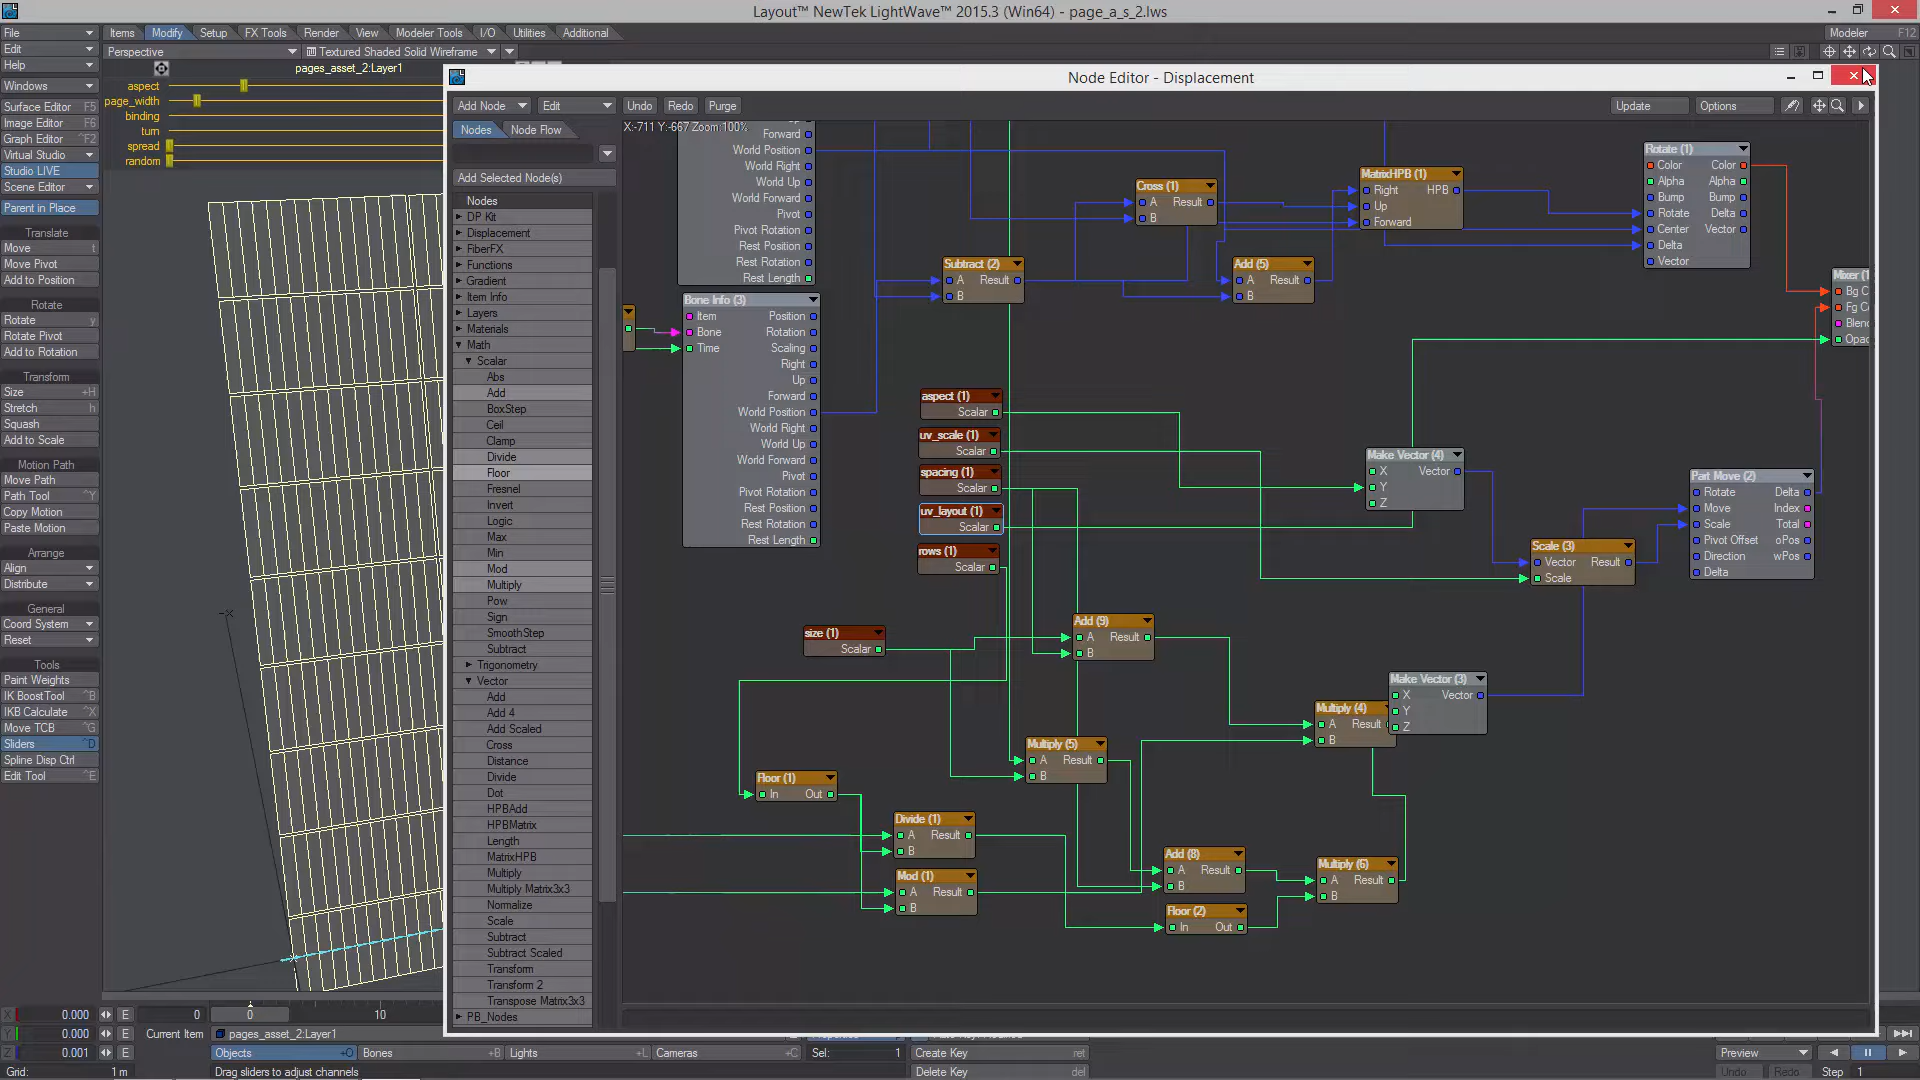 Layout™ NewTek LightWave™ 2015.3 (Win64) - page_a_s_2.lws
File
Items
Modify
Setup
FX Tools
Render
View
Modeler Tools
I/O
Utilities
Additional
Modeler F12
Edit
Perspective
Textured Shaded Solid Wireframe
Help
pages_asset_2:Layer1
Windows
aspect
page_width
binding
turn
spread
random
Surface Editor F5
Image Editor F6
Graph Editor ^F2
Virtual Studio
Studio LIVE
Scene Editor
Parent in Place
Translate
Move t
Move Pivot
Add to Position
Rotate
Rotate y
Rotate Pivot
Add to Rotation
Transform
Size +H
Stretch h
Squash
Add to Scale
Motion Path
Move Path
Path Tool ^Y
Copy Motion
Paste Motion
Arrange
Align
Distribute
General
Coord System
Reset
Tools
Paint Weights
IK BoostTool ^B
IKB Calculate ^X
Move TCB ^G
Sliders ^D
Spline Disp Ctrl
Edit Tool ^E
Node Editor - Displacement
Add Node
Edit
Undo
Redo
Purge
Update
Options
Nodes
Node Flow
X:-711 Y:-667 Zoom:100%
Add Selected Node(s)
Nodes
DP Kit
Displacement
FiberFX
Functions
Gradient
Item Info
Layers
Materials
Math
Scalar
Abs
Add
BoxStep
Ceil
Clamp
Divide
Floor
Fresnel
Invert
Logic
Max
Min
Mod
Multiply
Pow
Sign
SmoothStep
Subtract
Trigonometry
Vector
Add
Add 4
Add Scaled
Cross
Distance
Divide
Dot
HPBAdd
HPBMatrix
Length
MatrixHPB
Multiply
Multiply Matrix3x3
Normalize
Scale
Subtract
Subtract Scaled
Transform
Transform 2
Transpose Matrix3x3
PB_Nodes
Forward
World Position
World Right
World Up
World Forward
Pivot
Pivot Rotation
Rest Position
Rest Rotation
Rest Length
Bone Info (3)
Item Position
Bone Rotation
Time Scaling
Right
Up
Forward
World Position
World Right
World Up
World Forward
Pivot
Pivot Rotation
Rest Position
Rest Rotation
Rest Length
Subtract (2)
A Result
B
Cross (1)
A Result
B
Add (5)
A Result
B
MatrixHPB (1)
Right HPB
Up
Forward
Rotate (1)
Color Color
Alpha Alpha
Bump Bump
Rotate Delta
Center Vector
Delta
Vector
Mixer (1
Bg C
Fg C
Blen
Opac
aspect (1)
Scalar
uv_scale (1)
Scalar
spacing (1)
Scalar
uv_layout (1)
Scalar
rows (1)
Scalar
size (1)
Scalar
Make Vector (4)
X Vector
Y
Z
Part Move (2)
Rotate Delta
Move Index
Scale Total
Pivot Offset oPos
Direction wPos
Delta
Scale (3)
Vector Result
Scale
Add (9)
A Result
B
Make Vector (3)
X Vector
Y
Z
Multiply (4)
A Result
B
Multiply (5)
A Result
B
Floor (1)
In Out
Divide (1)
A Result
B
Mod (1)
A Result
B
Add (8)
A Result
B
Floor (2)
In Out
Multiply (6)
A Result
B
X 0.000 E
Y 0.000 E
Z 0.001 E
Grid: 1 m
0
0
10
Current Item
pages_asset_2:Layer1
Objects +O
Bones +B
Lights +L
Cameras +C
Sel: 1
Create Key ret
Delete Key del
Drag sliders to adjust channels
Preview
Undo
Redo
Step 1